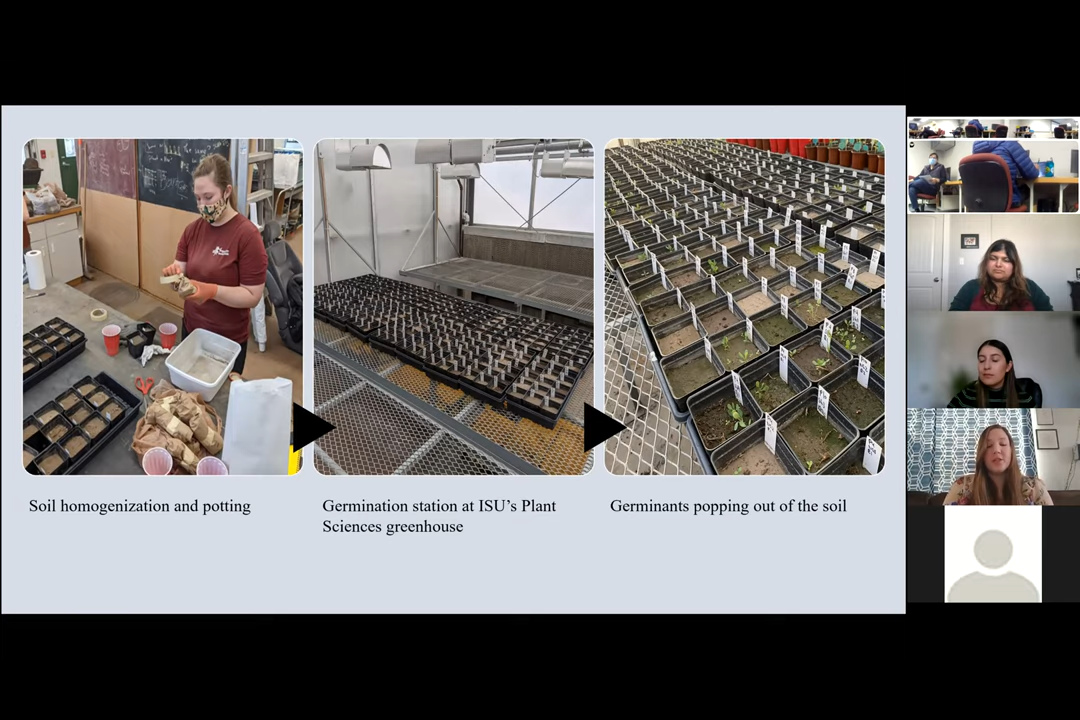 Soil homogenization and potting
Germination station at ISU’s Plant
Sciences greenhouse
Germinants popping out of the soil